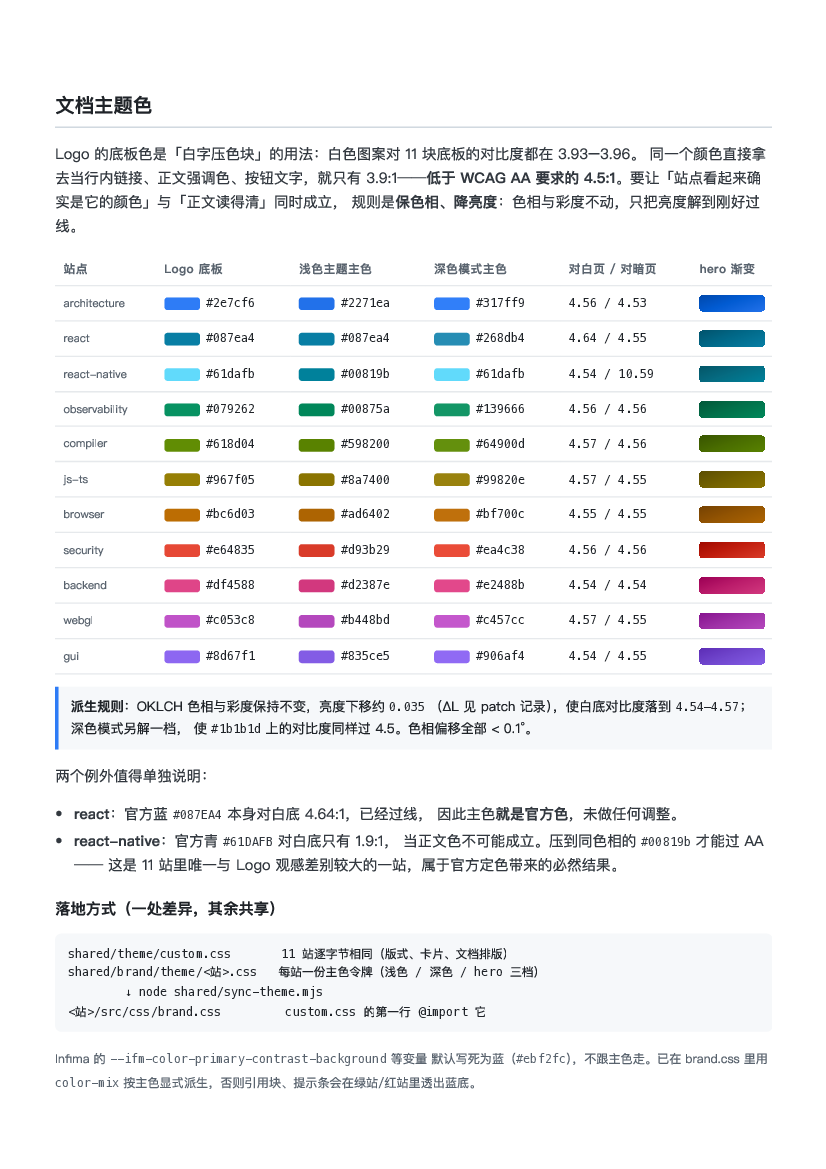 文档主题色
Logo 的底板色是「白字压色块」的用法：白色图案对 11 块底板的对比度都在 3.93—3.96。 同一个颜色直接拿
去当行内链接、正文强调色、按钮文字，就只有 3.9:1——低于 WCAG AA 要求的 4.5:1。要让「站点看起来确
实是它的颜色」与「正文读得清」同时成立， 规则是保色相、降亮度：色相与彩度不动，只把亮度解到刚好过
线。
站点 Logo 底板 浅色主题主色 深色模式主色 对白页 / 对暗页 hero 渐变
architecture #2e7cf6 #2271ea #317ff9 4.56 / 4.53
react #087ea4 #087ea4 #268db4 4.64 / 4.55
react-native #61dafb #00819b #61dafb 4.54 / 10.59
observability #079262 #00875a #139666 4.56 / 4.56
compiler #618d04 #598200 #64900d 4.57 / 4.56
js-ts #967f05 #8a7400 #99820e 4.57 / 4.55
browser #bc6d03 #ad6402 #bf700c 4.55 / 4.55
security #e64835 #d93b29 #ea4c38 4.56 / 4.56
backend #df4588 #d2387e #e2488b 4.54 / 4.54
webgl #c053c8 #b448bd #c457cc 4.57 / 4.55
gui #8d67f1 #835ce5 #906af4 4.54 / 4.55
派生规则：OKLCH 色相与彩度保持不变，亮度下移约 0.035 （ΔL 见 patch 记录），使白底对比度落到 4.54—4.57；
深色模式另解一档， 使 #1b1b1d 上的对比度同样过 4.5。色相偏移全部 < 0.1°。
两个例外值得单独说明：
• react：官方蓝 #087EA4 本身对白底 4.64:1，已经过线， 因此主色就是官方色，未做任何调整。
• react-native：官方青 #61DAFB 对白底只有 1.9:1， 当正文色不可能成立。压到同色相的 #00819b 才能过 AA
—— 这是 11 站里唯一与 Logo 观感差别较大的一站，属于官方定色带来的必然结果。
落地方式（一处差异，其余共享）
shared/theme/custom.css 11 站逐字节相同（版式、卡片、文档排版）
shared/brand/theme/<站>.css 每站一份主色令牌（浅色 / 深色 / hero 三档）
↓ node shared/sync-theme.mjs
<站>/src/css/brand.css custom.css 的第一行 @import 它
Infima 的 --ifm-color-primary-contrast-background 等变量 默认写死为蓝（#ebf2fc），不跟主色走。已在 brand.css 里用
color-mix 按主色显式派生，否则引用块、提示条会在绿站/红站里透出蓝底。